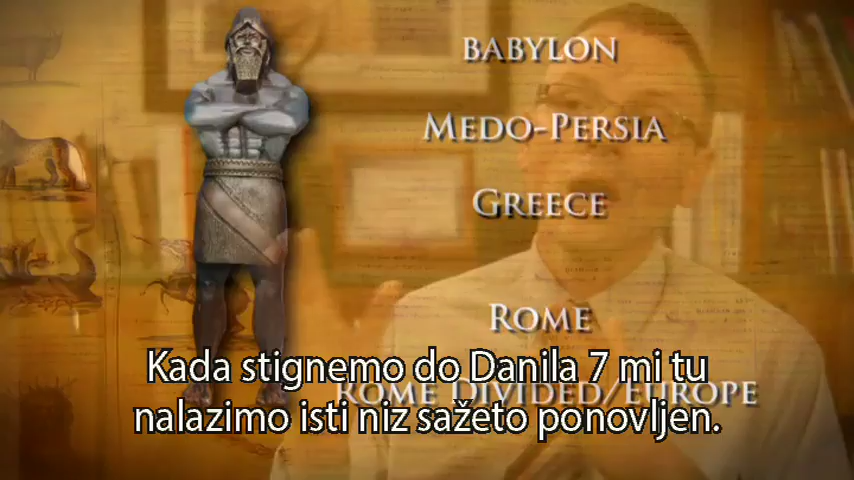 BABYLON
MEDO-PERSIA
GREECE
ROME
ROME DIVIDED/EUROPE
Kada stignemo do Danila 7 mi tu
nalazimo isti niz sažeto ponovljen.